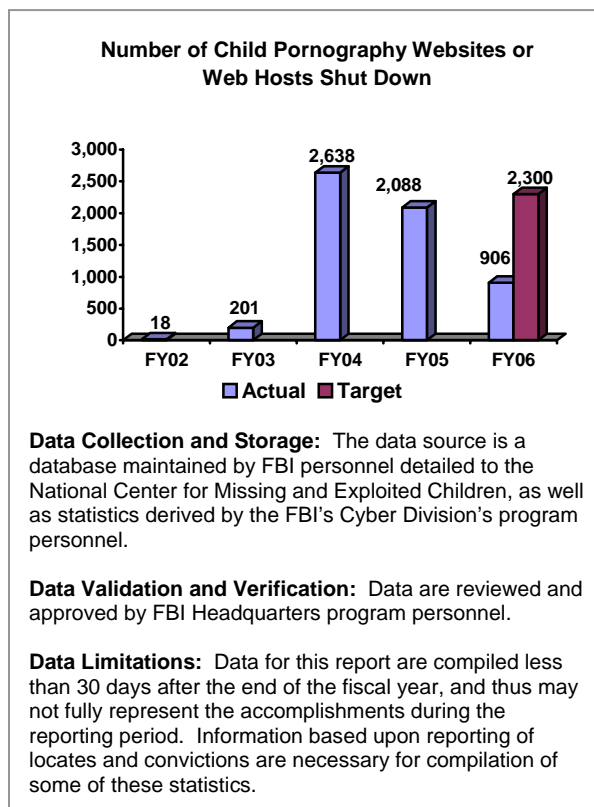 Number of Child Pornography Websites or
Web Hosts Shut Down
3,000
2,500
2,000
1,500
1,000
500
0
18
201
2,638
2,088
906
2,300
FY02 FY03 FY04 FY05 FY06
Actual Target
Data Collection and Storage: The data source is a
database maintained by FBI personnel detailed to the
National Center for Missing and Exploited Children, as well
as statistics derived by the FBI's Cyber Division's program
personnel.
Data Validation and Verification: Data are reviewed and
approved by FBI Headquarters program personnel.
Data Limitations: Data for this report are compiled less
than 30 days after the end of the fiscal year, and thus may
not fully represent the accomplishments during the
reporting period. Information based upon reporting of
locates and convictions are necessary for compilation of
some of these statistics.